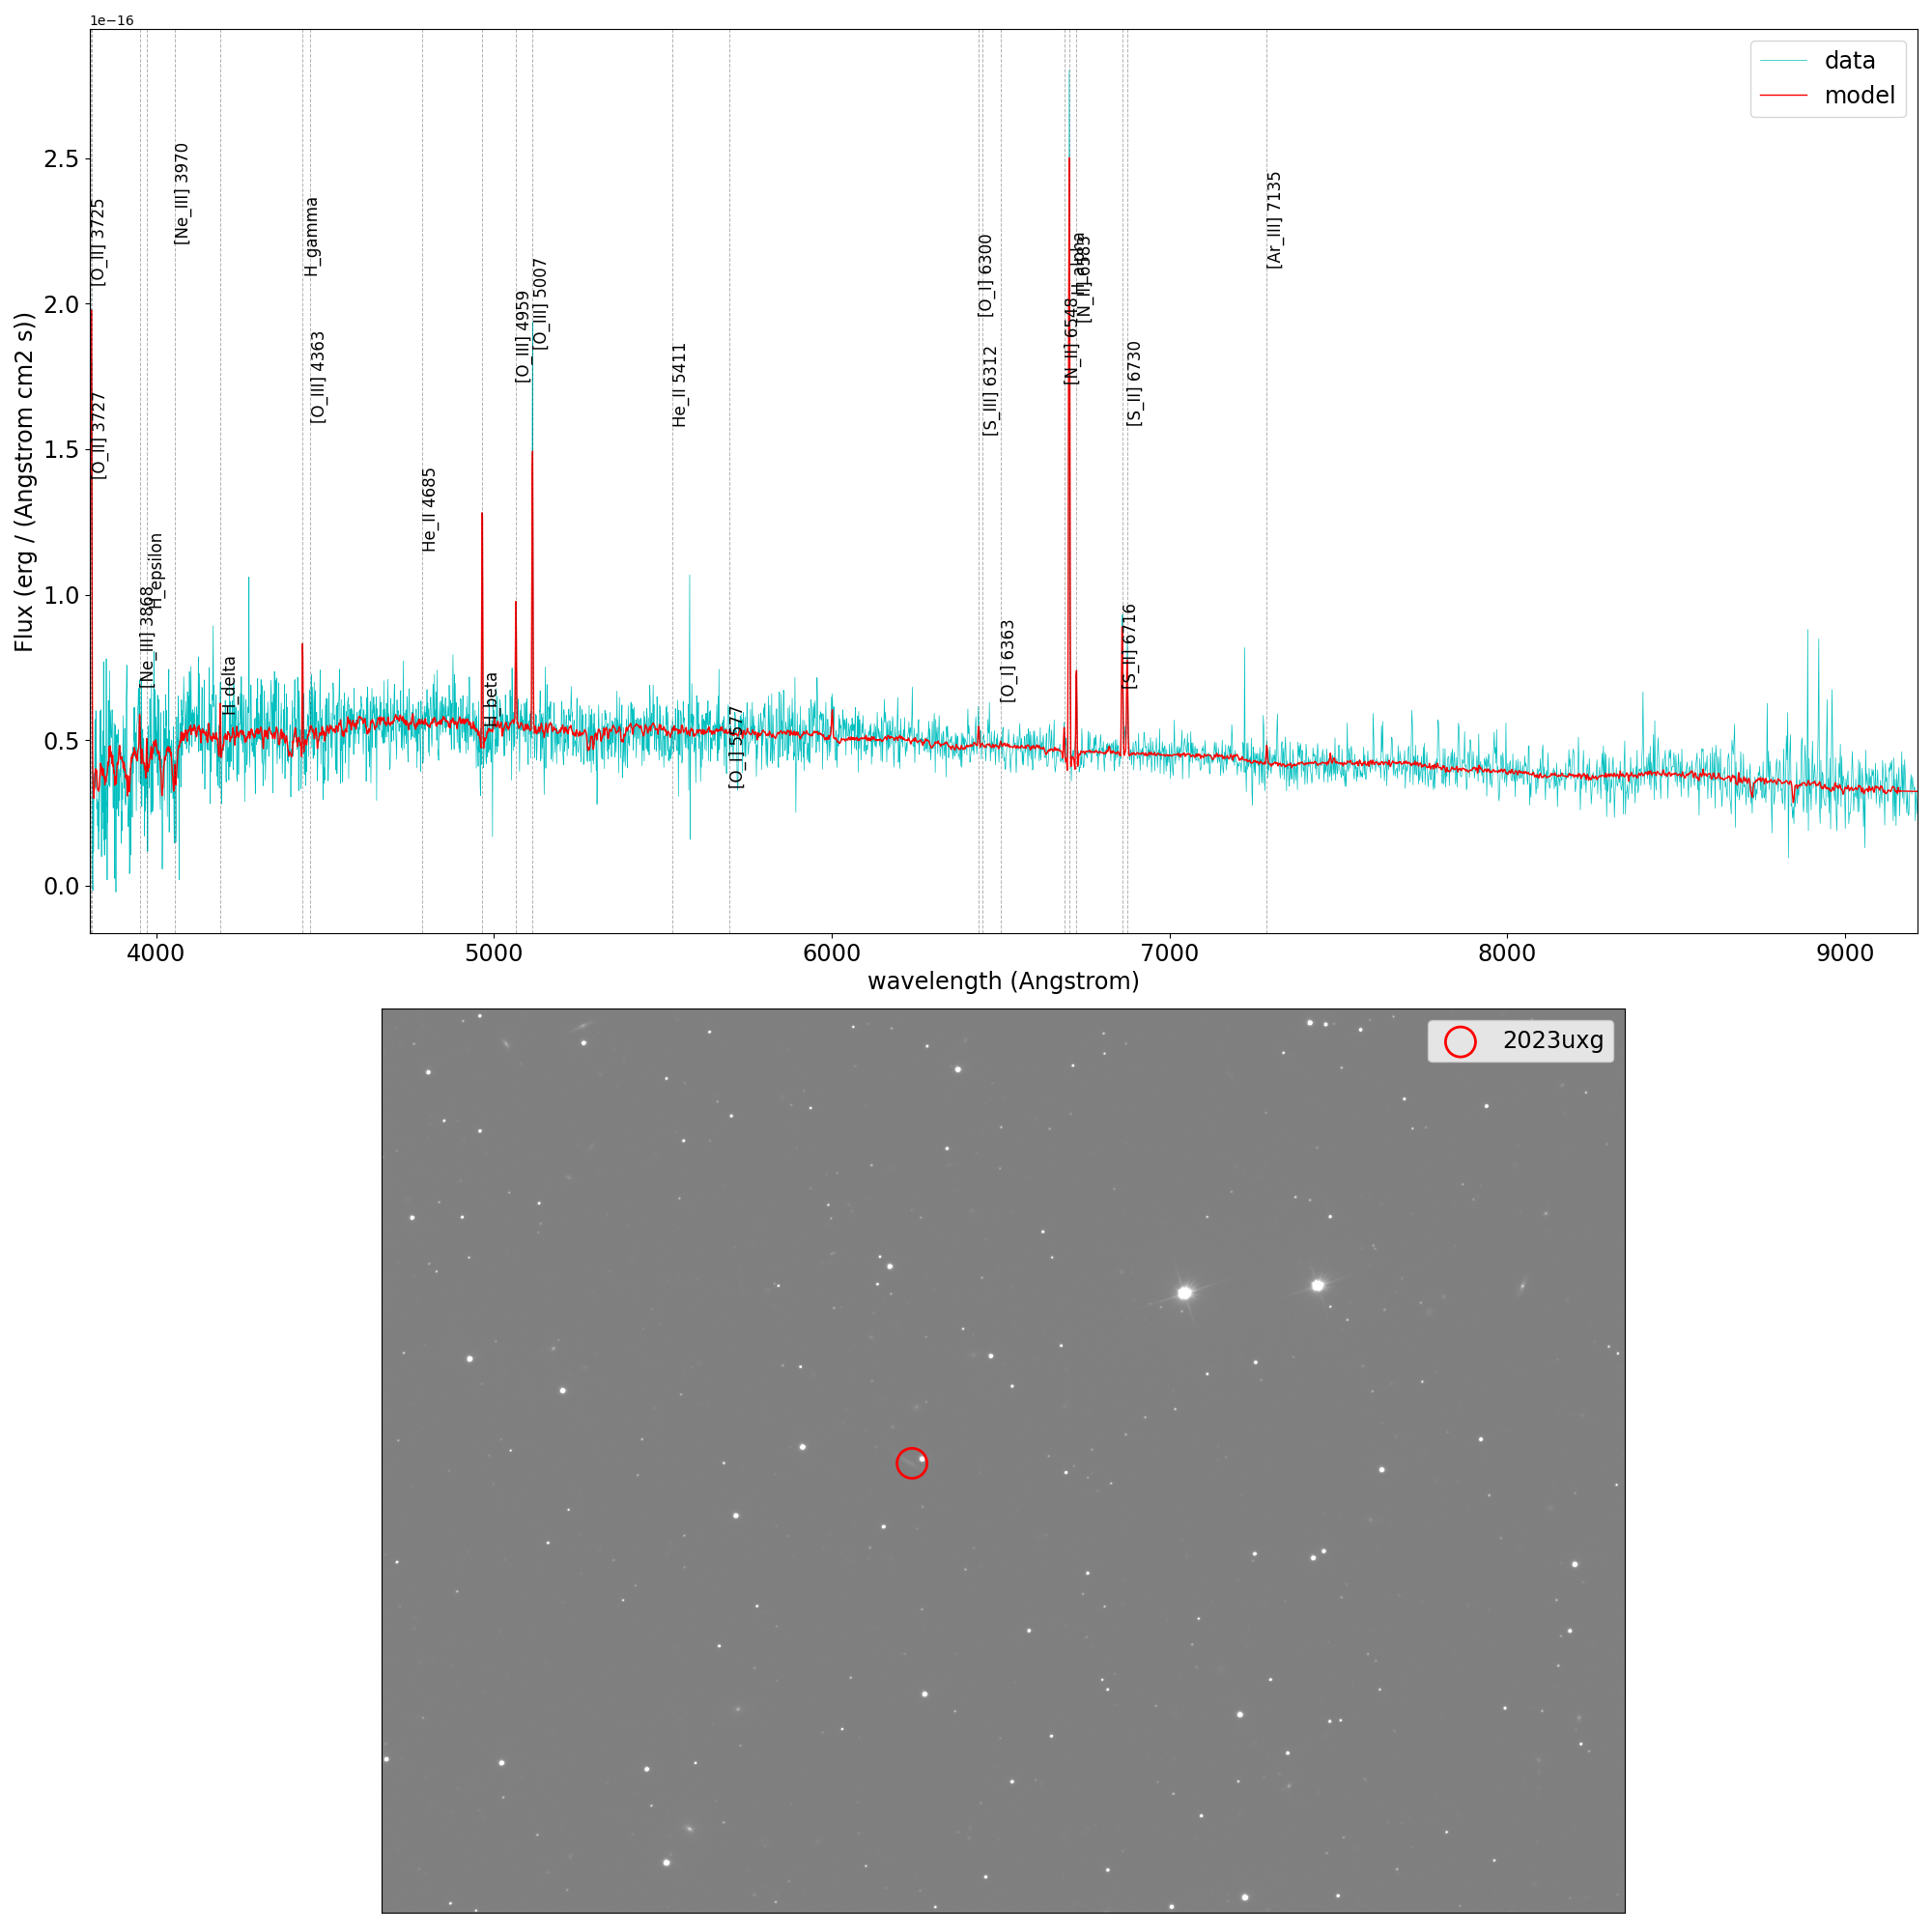 1e−16
data
model
Flux (erg / (Angstrom cm2 s))
2.5
2.0
1.5
1.0
0.5
0.0
[O_II] 3725
[O_II] 3727
[Ne_III] 3868
H_epsilon
[Ne_III] 3970
H_delta
H_gamma
[O_III] 4363
He_II 4685
H_beta
[O_III] 4959
[O_III] 5007
He_II 5411
[O_I] 5577
[O_I] 6300
[S_III] 6312
[O_I] 6363
[N_II] 6548
H_alpha
[N_II] 6583
[S_II] 6716
[S_II] 6730
[Ar_III] 7135
4000
5000
6000
7000
8000
9000
wavelength (Angstrom)
2023uxg